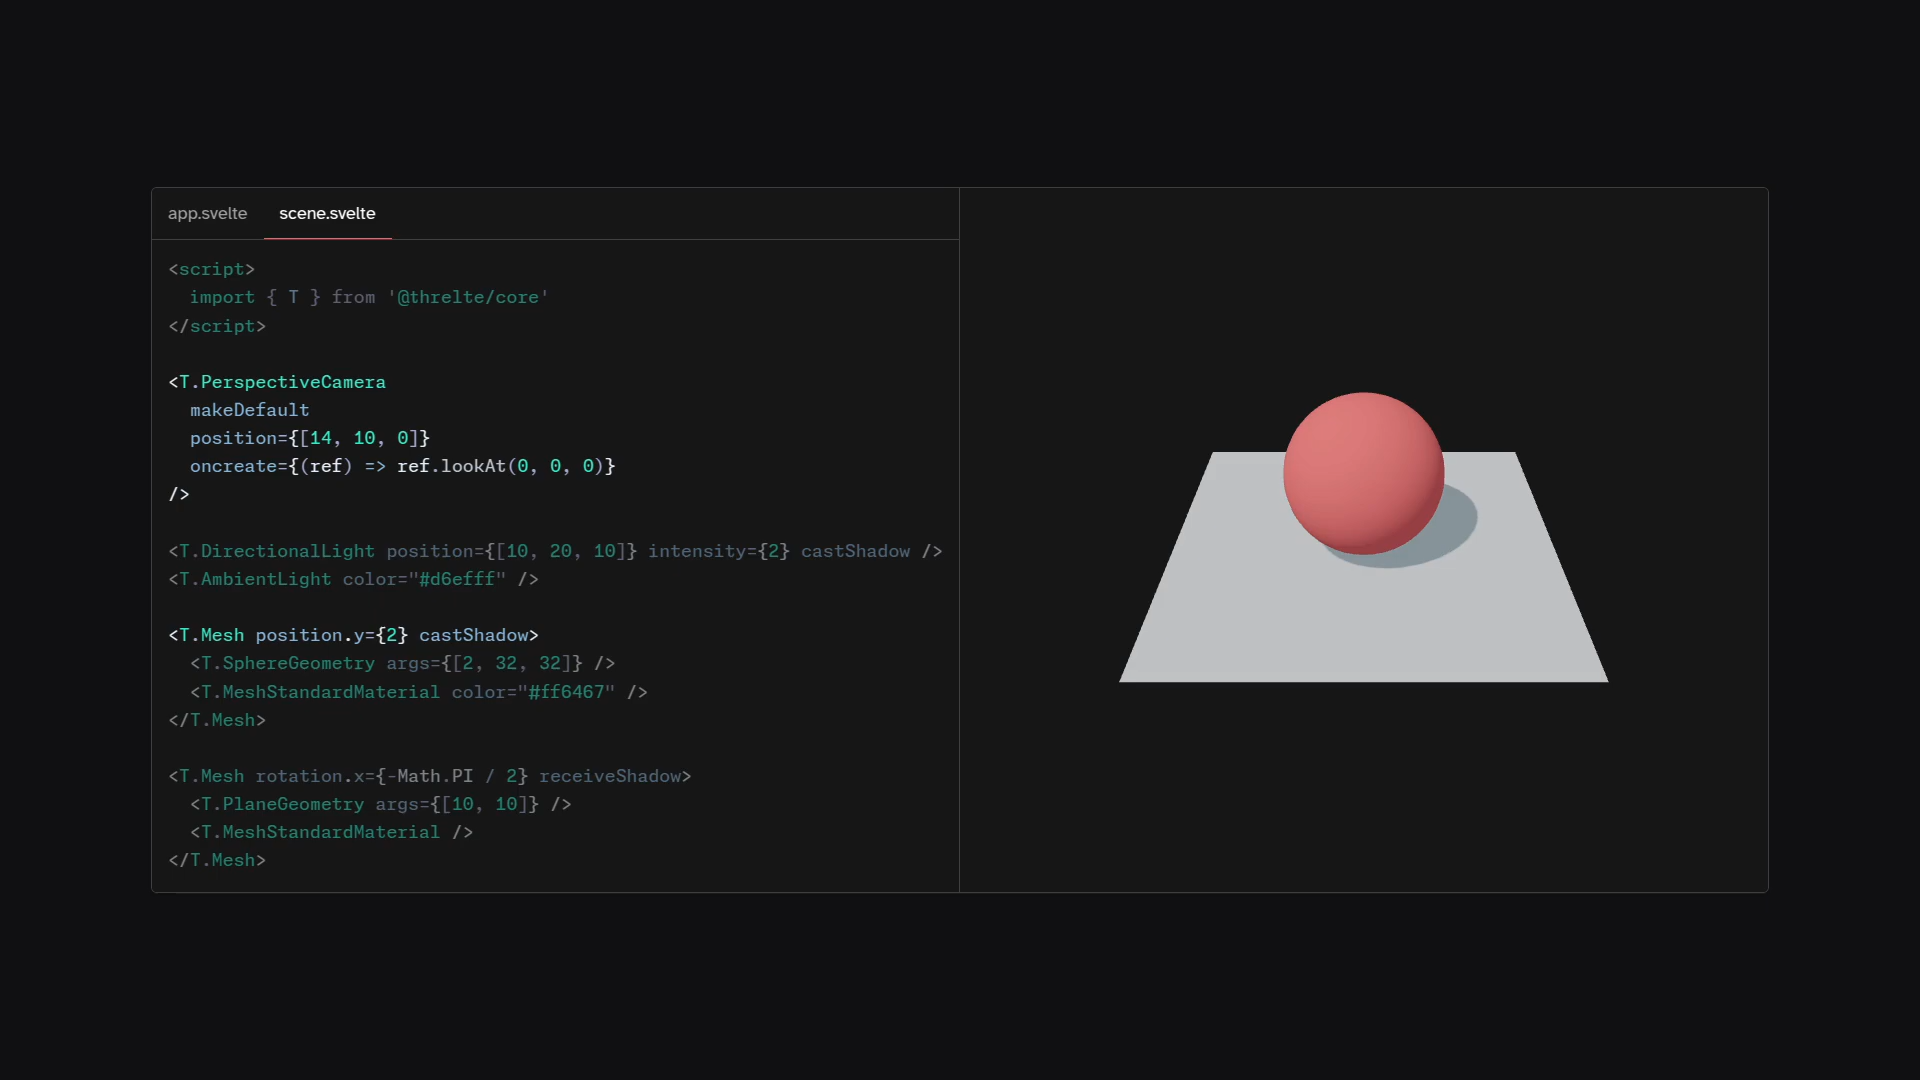 app.svelte scene.svelte
<script>
  import { T } from '@threlte/core'
</script>
<T.PerspectiveCamera
  makeDefault
  position={[14, 10, 0]}
  oncreate={(ref) => ref.lookAt(0, 0, 0)}
/>
<T.DirectionalLight position={[10, 20, 10]} intensity={2} castShadow />
<T.AmbientLight color="#d6efff" />
<T.Mesh position.y={2} castShadow>
  <T.SphereGeometry args={[2, 32, 32]} />
  <T.MeshStandardMaterial color="#ff6467" />
</T.Mesh>
<T.Mesh rotation.x={-Math.PI / 2} receiveShadow>
  <T.PlaneGeometry args={[10, 10]} />
  <T.MeshStandardMaterial />
</T.Mesh>